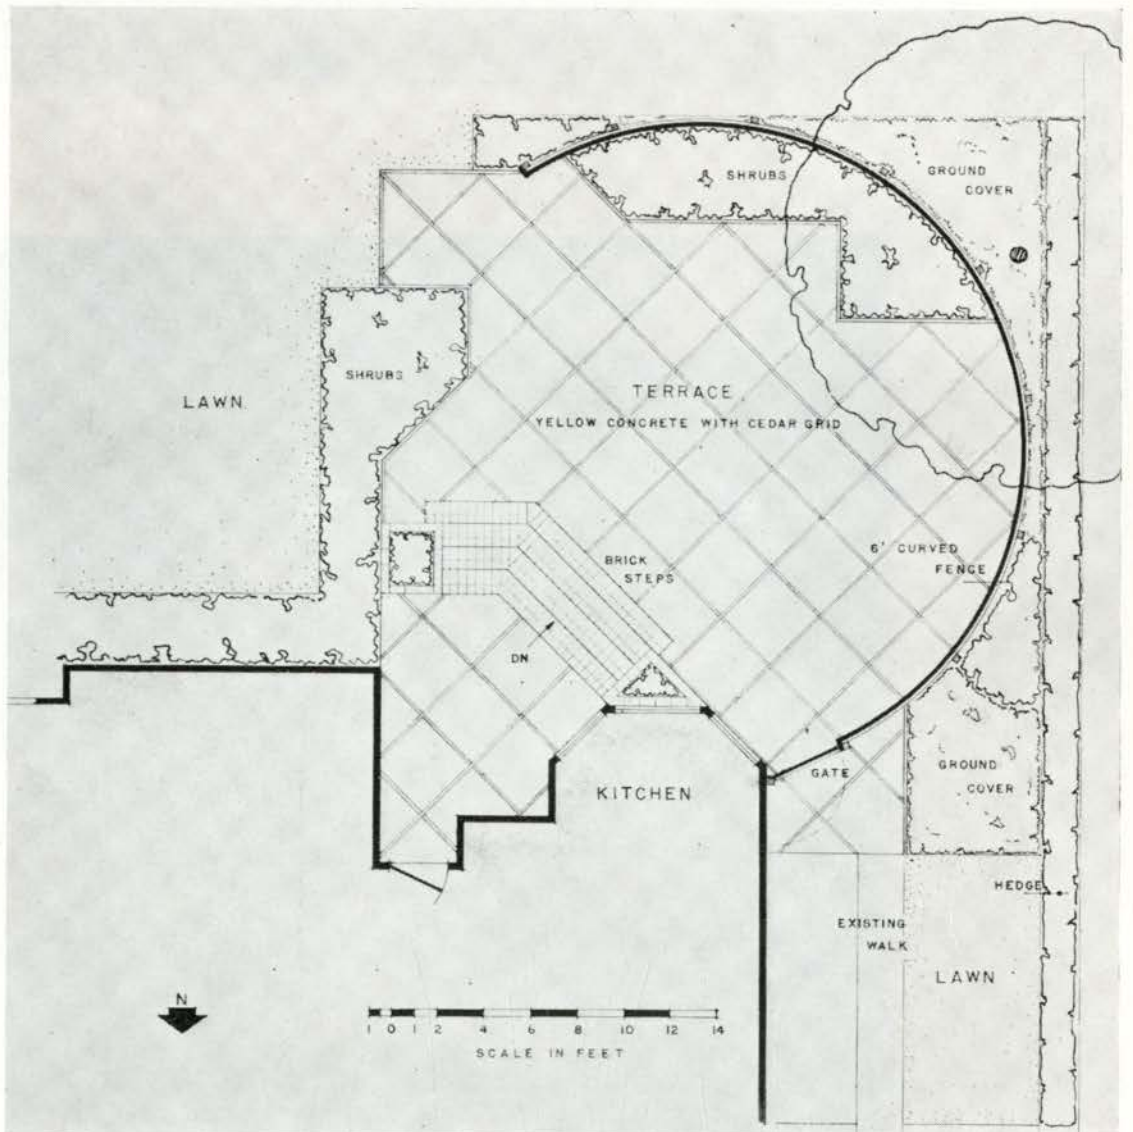 SHRUBS
GROUND
COVER
SHRUBS
LAWN
TERRACE
YELLOW CONCRETE WITH CEDAR GRID
BRICK
STEPS
6' CURVED
FENCE
DN
GATE
KITCHEN
GROUND
COVER
HEDGE
EXISTING
WALK
LAWN
N
1 0 1 2 4 6 8 10 12 14
SCALE IN FEET